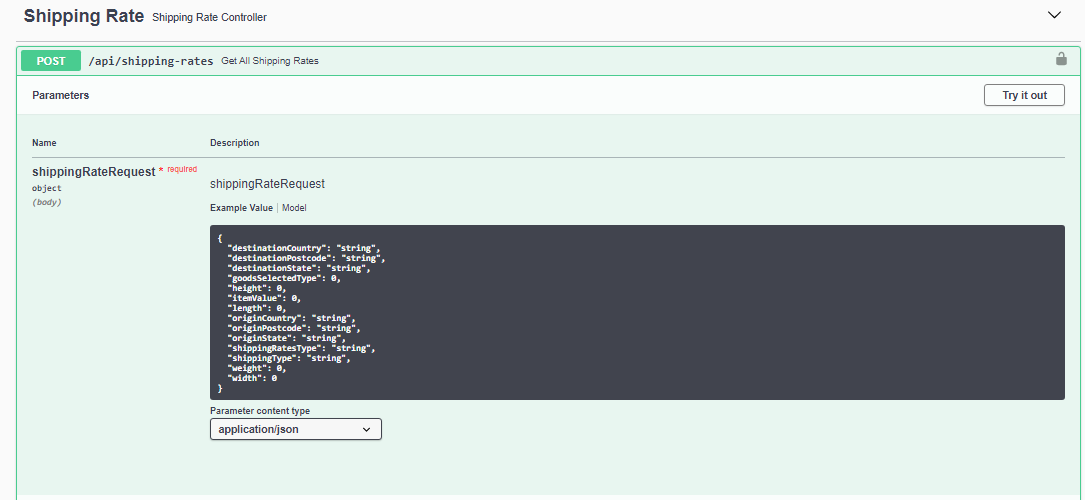 Shipping Rate Shipping Rate Controller
POST /api/shipping-rates Get All Shipping Rates
Parameters Try it out
Name Description
shippingRateRequest * required
object
(body)
shippingRateRequest
Example Value | Model
{
  "destinationCountry": "string",
  "destinationPostcode": "string",
  "destinationState": "string",
  "goodsSelectedType": 0,
  "height": 0,
  "itemValue": 0,
  "length": 0,
  "originCountry": "string",
  "originPostcode": "string",
  "originState": "string",
  "shippingRatesType": "string",
  "shippingType": "string",
  "weight": 0,
  "width": 0
}
Parameter content type
application/json